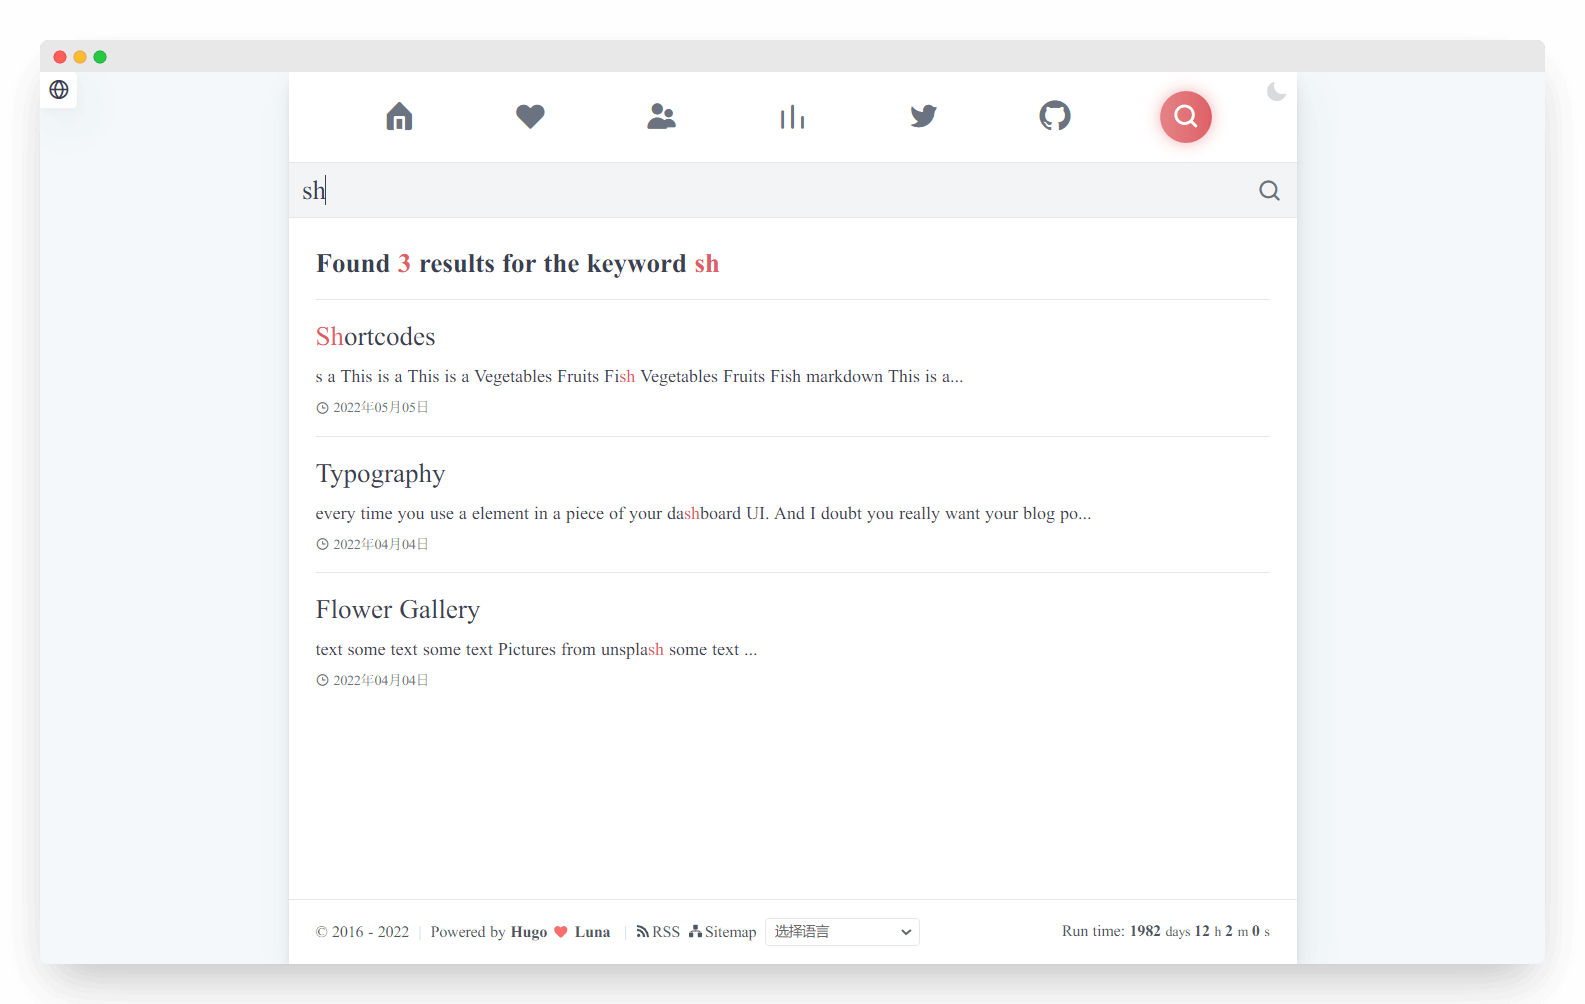 sh
Found 3 results for the keyword sh
Shortcodes
s a This is a This is a Vegetables Fruits Fish Vegetables Fruits Fish markdown This is a...
2022年05月05日
Typography
every time you use a element in a piece of your dashboard UI. And I doubt you really want your blog po...
2022年04月04日
Flower Gallery
text some text some text Pictures from unsplash some text ...
2022年04月04日
© 2016 - 2022 | Powered by Hugo ❤ Luna | RSS Sitemap 选择语言 Run time: 1982 days 12 h 2 m 0 s